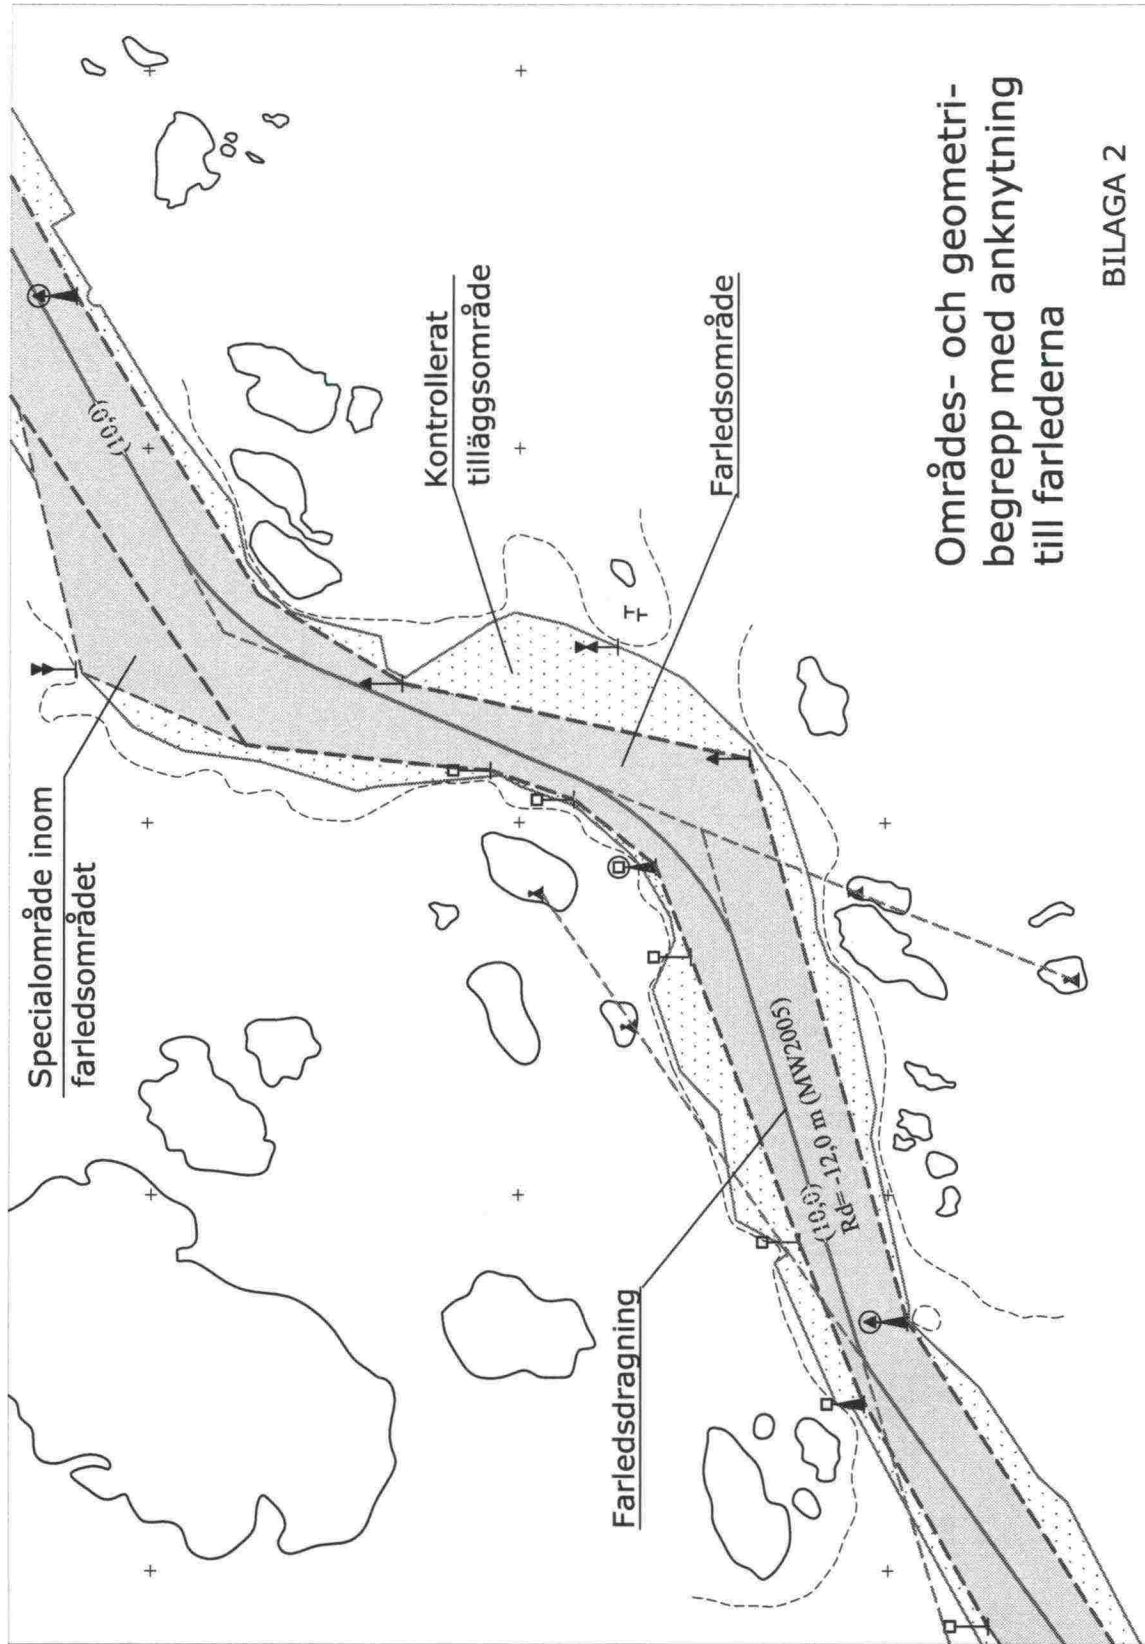 Specialområde inom
farledsområdet
(10,0)
Kontrollerat
tilläggsområde
Farledsområde
Farledsdragning
(10,0)
Rd= -12,0 m (MW2005)
Områdes- och geometri-
begrepp med anknytning
till farlederna
BILAGA 2